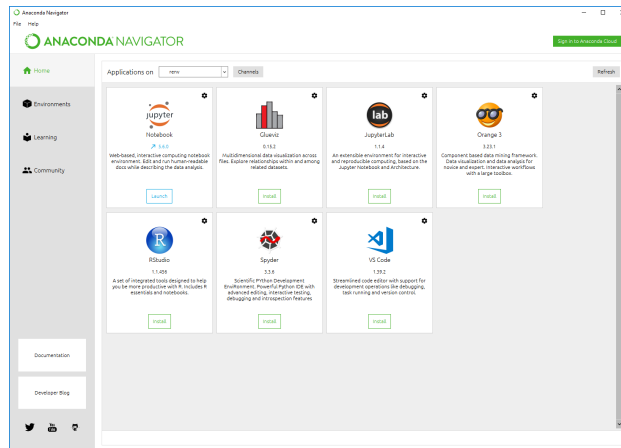 Anaconda Navigator
File Help
ANACONDA NAVIGATOR
Sign in to Anaconda Cloud
Home
Environments
Learning
Community
Documentation
Developer Blog
You
Tube
Applications on renv Channels Refresh
jupyter
Notebook
5.6.0
Web-based, interactive computing notebook
environment. Edit and run human-readable
docs while describing the data analysis.
Launch
Glueviz
0.15.2
Multidimensional data visualization across
files. Explore relationships within and among
related datasets.
Install
lab
JupyterLab
1.1.4
An extensible environment for interactive
and reproducible computing, based on the
Jupyter Notebook and Architecture.
Install
Orange 3
3.23.1
Component based data mining framework.
Data visualization and data analysis for
novice and expert. Interactive workflows
with a large toolbox.
Install
R
RStudio
1.1.456
A set of integrated tools designed to help
you be more productive with R. Includes R
essentials and notebooks.
Install
Spyder
3.3.6
Scientific PYthon Development
EnviRonment. Powerful Python IDE with
advanced editing, interactive testing,
debugging and introspection features
Install
VS Code
1.39.2
Streamlined code editor with support for
development operations like debugging,
task running and version control.
Install